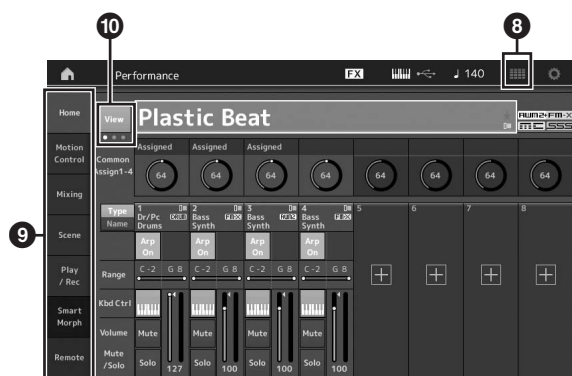 10
8
Performance
FX
140
9
Home
View
Plastic Beat
AWM2+FM-X
MC SSS
Motion
Control
Common
Assign1-4
Assigned
Assigned
Assigned
64
64
64
64
64
64
64
64
Mixing
Type
Name
1
Dr/Pc
Drums
2
Bass
Synth
3
Bass
Synth
4
Bass
Synth
5
6
7
8
Scene
Arp
On
Arp
On
Arp
On
Arp
On
Play
/ Rec
Range
C -2 G 8
C -2 G 8
C -2 G 8
C -2 G 8
Smart
Morph
Kbd Ctrl
Volume
Mute
Mute
Mute
Mute
Remote
Mute
/Solo
Solo
127
Solo
100
Solo
100
Solo
100